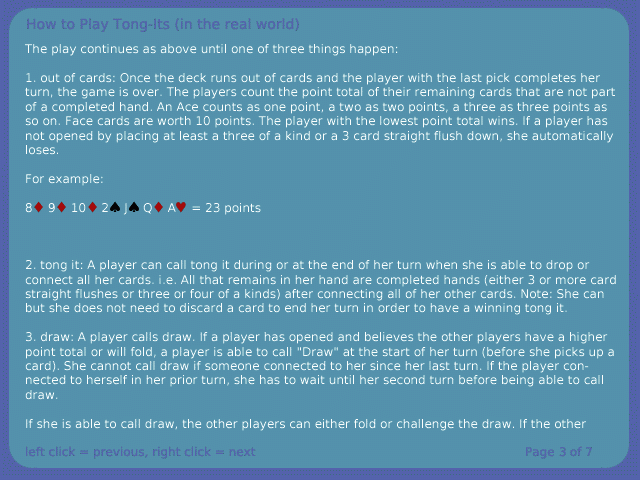 How to Play Tong-Its (in the real world)
The play continues as above until one of three things happen:
1. out of cards: Once the deck runs out of cards and the player with the last pick completes her
turn, the game is over. The players count the point total of their remaining cards that are not part
of a completed hand. An Ace counts as one point, a two as two points, a three as three points as
so on. Face cards are worth 10 points. The player with the lowest point total wins. If a player has
not opened by placing at least a three of a kind or a 3 card straight flush down, she automatically
loses.
For example:
8♦ 9♦ 10♦ 2♠ J♠ Q♦ A♥ = 23 points
2. tong it: A player can call tong it during or at the end of her turn when she is able to drop or
connect all her cards. i.e. All that remains in her hand are completed hands (either 3 or more card
straight flushes or three or four of a kinds) after connecting all of her other cards. Note: She can
but she does not need to discard a card to end her turn in order to have a winning tong it.
3. draw: A player calls draw. If a player has opened and believes the other players have a higher
point total or will fold, a player is able to call "Draw" at the start of her turn (before she picks up a
card). She cannot call draw if someone connected to her since her last turn. If the player con-
nected to herself in her prior turn, she has to wait until her second turn before being able to call
draw.
If she is able to call draw, the other players can either fold or challenge the draw. If the other
left click = previous, right click = next
Page 3 of 7